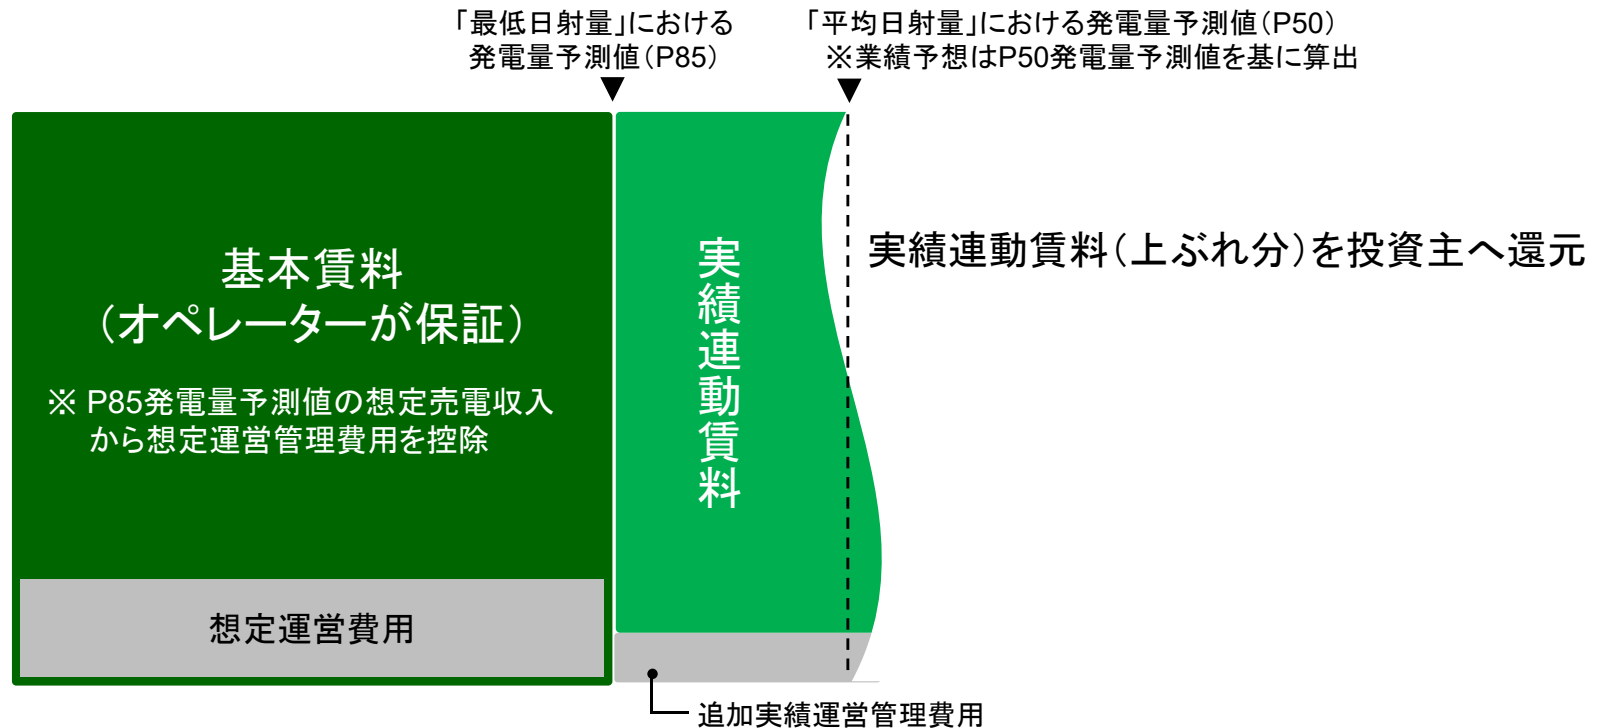 「最低日射量」における
発電量予測値（P85）
「平均日射量」における発電量予測値（P50）
※業績予想はP50発電量予測値を基に算出
基本賃料
（オペレーターが保証）
※ P85発電量予測値の想定売電収入
から想定運営管理費用を控除
想定運営費用
実績連動賃料
実績連動賃料（上ぶれ分）を投資主へ還元
追加実績運営管理費用